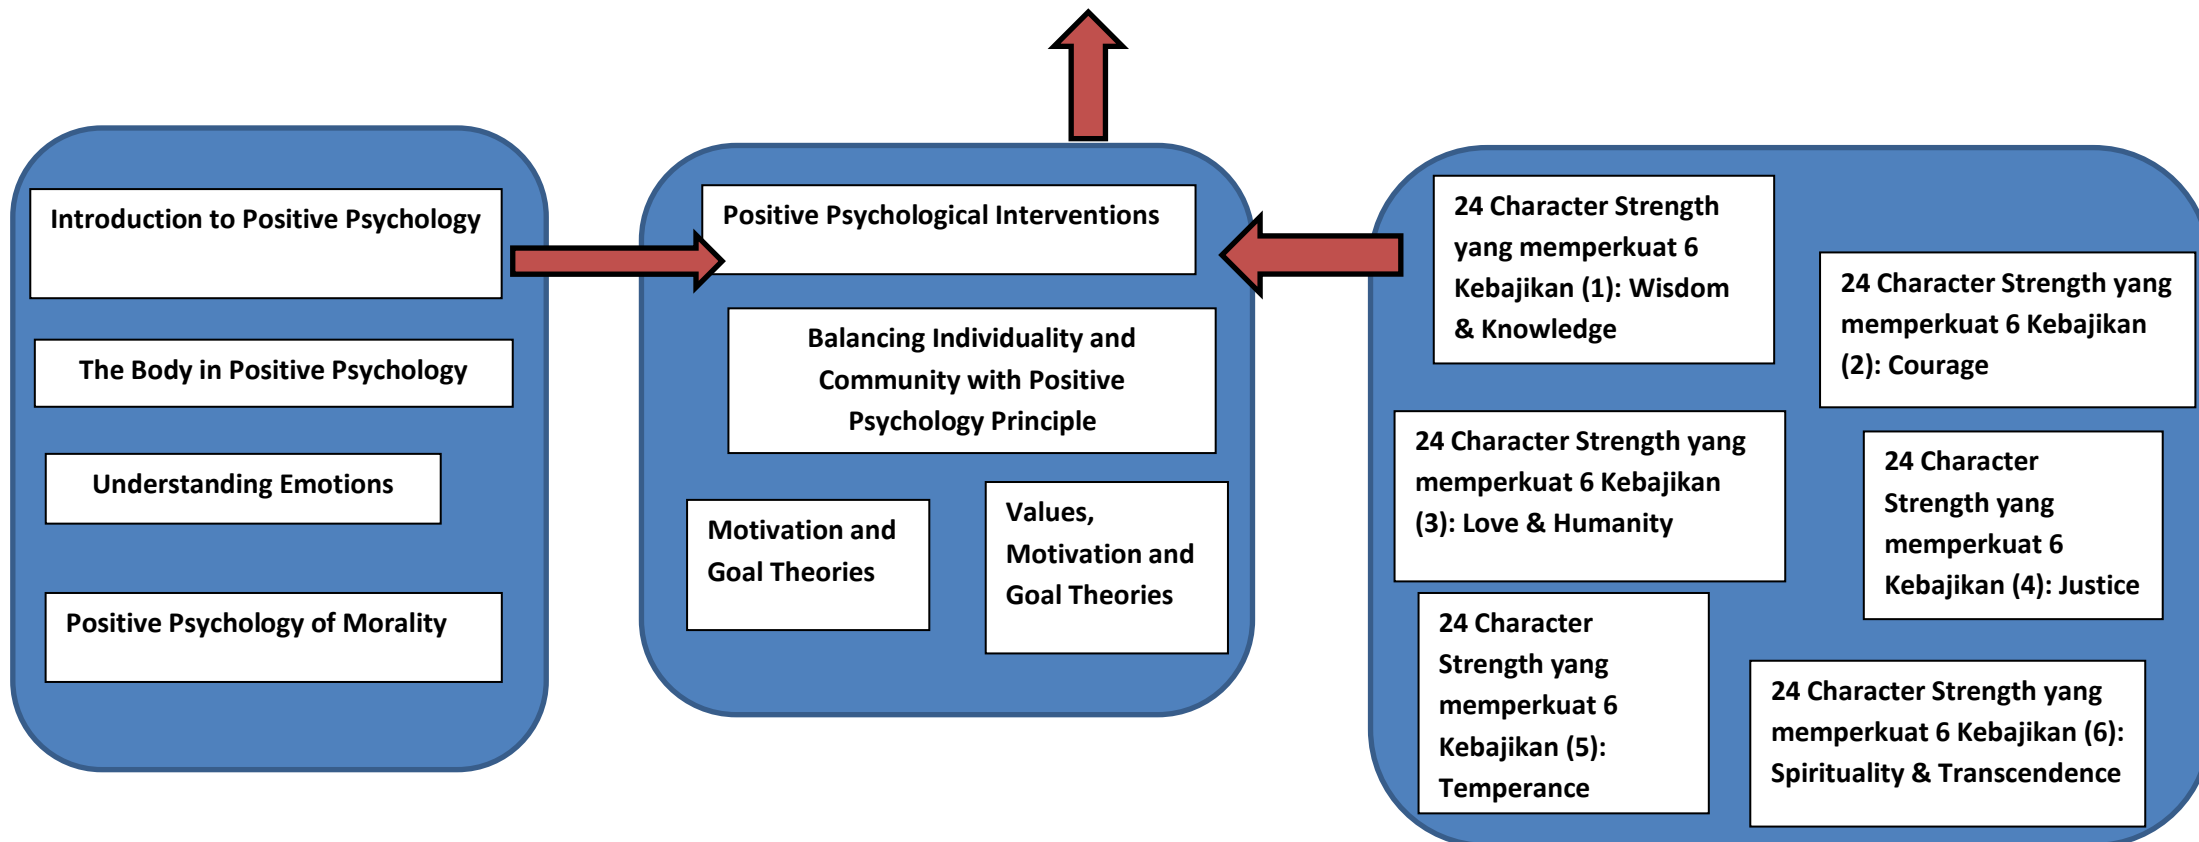 Introduction to Positive Psychology
The Body in Positive Psychology
Understanding Emotions
Positive Psychology of Morality
Positive Psychological Interventions
Balancing Individuality and
Community with Positive
Psychology Principle
Motivation and
Goal Theories
Values,
Motivation and
Goal Theories
24 Character Strength
yang memperkuat 6
Kebajikan (1): Wisdom
& Knowledge
24 Character Strength yang
memperkuat 6 Kebajikan
(2): Courage
24 Character Strength yang
memperkuat 6 Kebajikan
(3): Love & Humanity
24 Character
Strength yang
memperkuat 6
Kebajikan (4): Justice
24 Character
Strength yang
memperkuat 6
Kebajikan (5):
Temperance
24 Character Strength yang
memperkuat 6 Kebajikan (6):
Spirituality & Transcendence